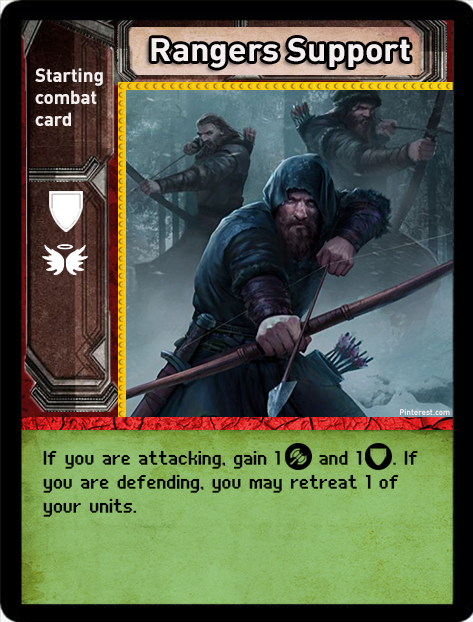 Rangers Support
Starting
combat
card
Pinterest.com
If you are attacking, gain 1 and 1. If
you are defending, you may retreat 1 of
your units.